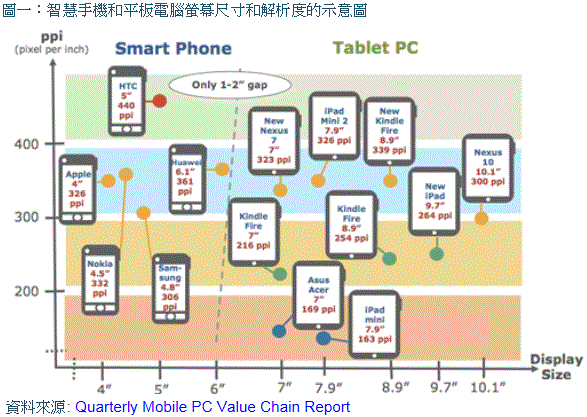 圖一：智慧手機和平板電腦螢幕尺寸和解析度的示意圖
ppi
(pixel per inch)
Smart Phone
Tablet PC
Only 1-2” gap
HTC
5”
440
ppi
New
Nexus
7
7”
323 ppi
iPad
Mini 2
7.9”
326 ppi
New
Kindle
Fire
8.9”
339 ppi
Nexus
10
10.1”
300 ppi
400
Apple
4”
326
ppi
Huawei
6.1”
361
ppi
New
iPad
9.7”
264 ppi
300
Kindle
Fire
7”
216 ppi
Kindle
Fire
8.9”
254 ppi
Nokia
4.5”
332
ppi
Sam-
sung
4.8”
306
ppi
200
Asus
Acer
7”
169 ppi
iPad
mini
7.9”
163 ppi
4”
5”
6”
7”
7.9”
8.9”
9.7”
10.1”
Display
Size
資料來源: Quarterly Mobile PC Value Chain Report